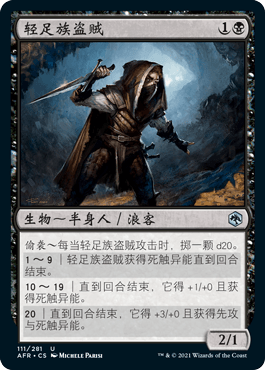 轻足族盗贼 1
生物～半身人/浪客
偷袭～每当轻足族盗贼攻击时，掷一颗 d20。
1～9 | 轻足族盗贼获得死触异能直到回合
结束。
10～19 | 直到回合结束，它得 +1/+0 且获
得死触异能。
20 | 直到回合结束，它得 +3/+0 且获得先攻
与死触异能。
2/1
111/281 U
AFR • CS MICHELE PARISI
™ & © 2021 Wizards of the Coast